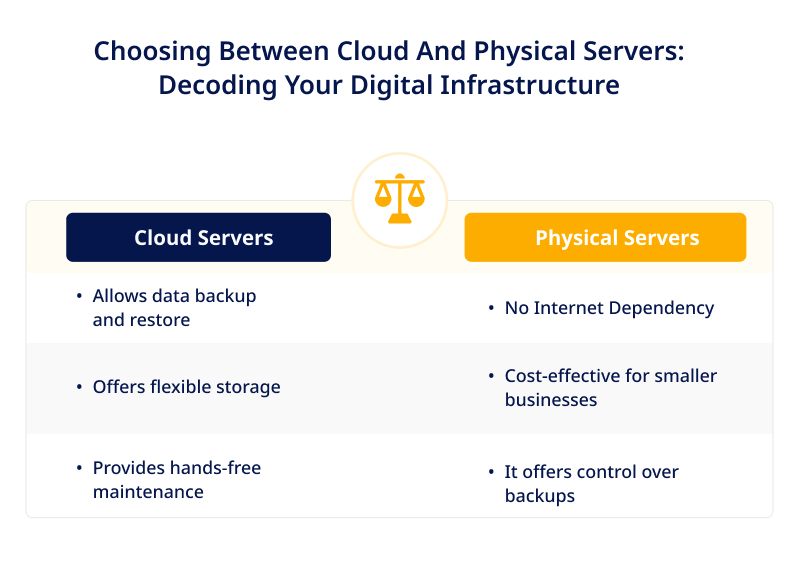 Choosing Between Cloud And Physical Servers:
Decoding Your Digital Infrastructure
Cloud Servers
Physical Servers
• Allows data backup
and restore
• No Internet Dependency
• Offers flexible storage
• Cost-effective for smaller
businesses
• Provides hands-free
maintenance
• It offers control over
backups